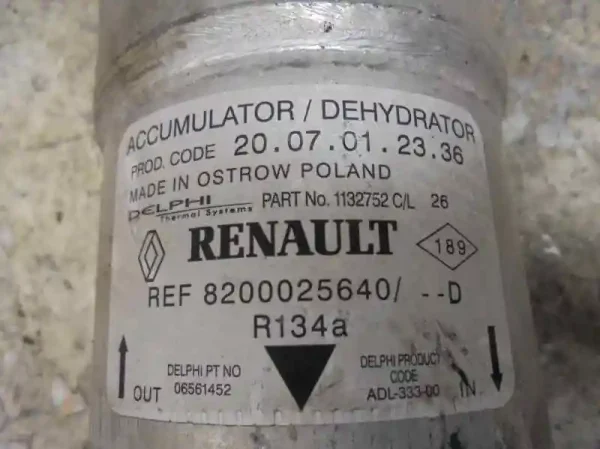 ACCUMULATOR / DEHYDRATOR
PROD. CODE 20.07.01.23.36
MADE IN OSTROW POLAND
DELPHI Thermal Systems PART No. 1132752 C/L 26
RENAULT 189
REF 8200025640/ --D
R134a
OUT DELPHI PT NO 06561452
DELPHI PRODUCT CODE ADL-333-00 IN